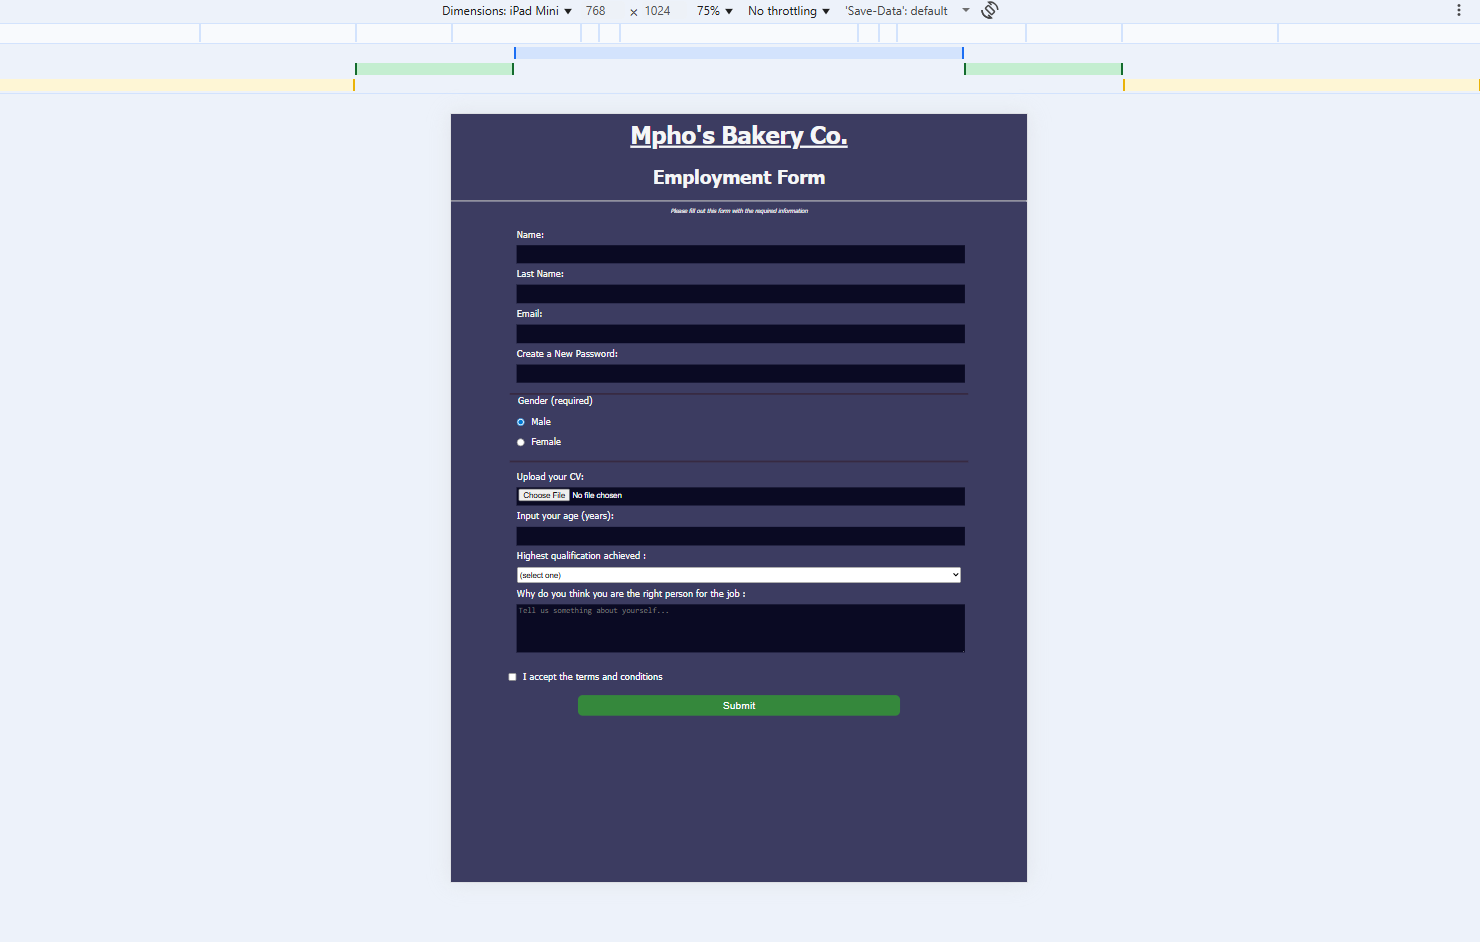 Dimensions: iPad Mini 768 × 1024 75% No throttling 'Save-Data': default
Mpho's Bakery Co.
Employment Form
Please fill out this form with the required information
Name:
Last Name:
Email:
Create a New Password:
Gender (required)
Male
Female
Upload your CV:
Choose File No file chosen
Input your age (years):
Highest qualification achieved :
(select one)
Why do you think you are the right person for the job :
Tell us something about yourself...
I accept the terms and conditions
Submit